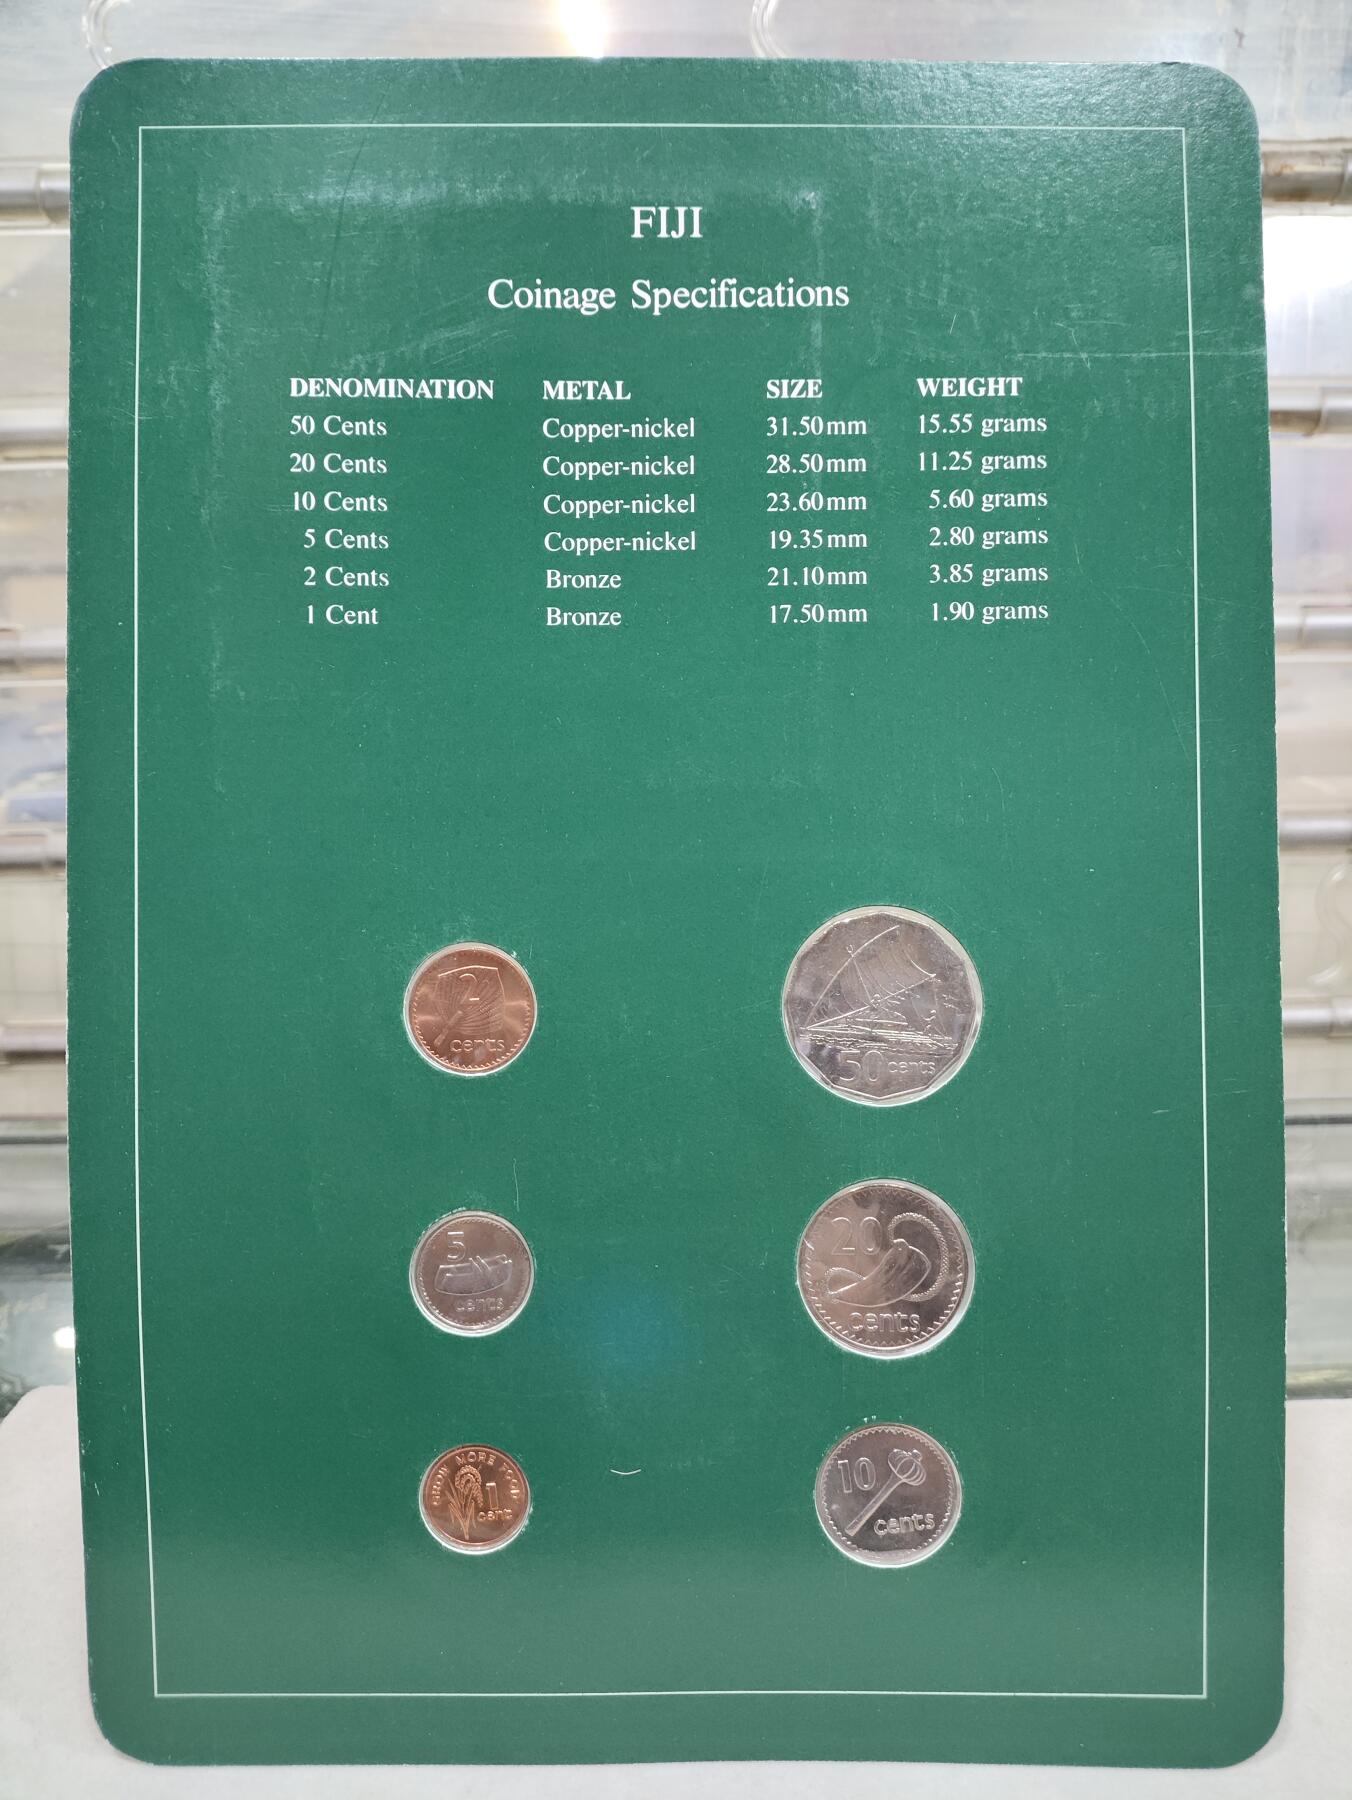 FIJI
Coinage Specifications
DENOMINATION METAL SIZE WEIGHT
50 Cents Copper-nickel 31.50mm 15.55 grams
20 Cents Copper-nickel 28.50mm 11.25 grams
10 Cents Copper-nickel 23.60mm 5.60 grams
5 Cents Copper-nickel 19.35mm 2.80 grams
2 Cents Bronze 21.10mm 3.85 grams
1 Cent Bronze 17.50mm 1.90 grams
2
cents
50 cents
5
cents
20
cents
GROW MORE FOOD
1
cent
10
cents